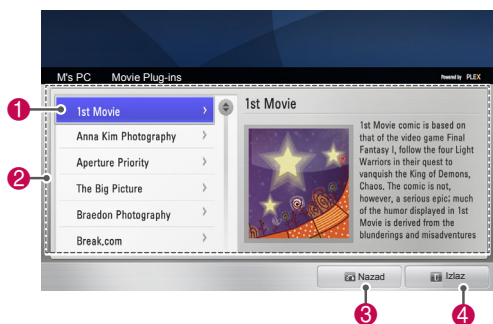 M's PC Movie Plug-ins Powered by PLEX
1 1st Movie
Anna Kim Photography
Aperture Priority
2 The Big Picture
Braedon Photography
Break.com
1st Movie
1st Movie comic is based on
that of the video game Final
Fantasy I, follow the four Light
Warriors in their quest to
vanquish the King of Demons,
Chaos. The comic is not,
however, a serious epic; much
of the humor displayed in 1st
Movie is derived from the
blunderings and misadventures
Nazad Izlaz
3 4